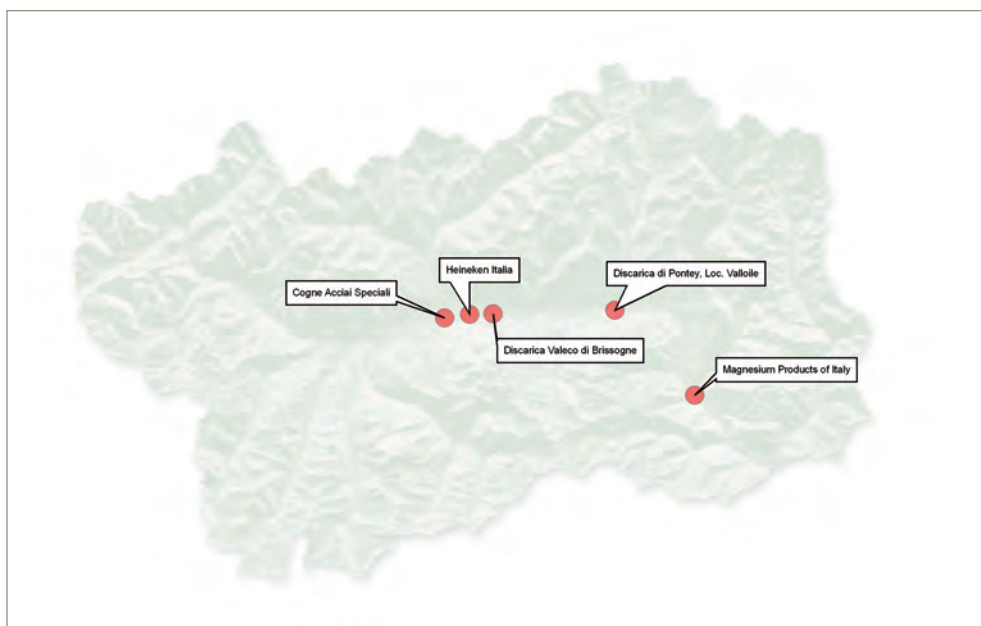 Heineken Italia
Discarica di Pontey, Loc. Valloile
Cogne Acciai Speciali
Discarica Valeco di Brissogne
Magnesium Products of Italy